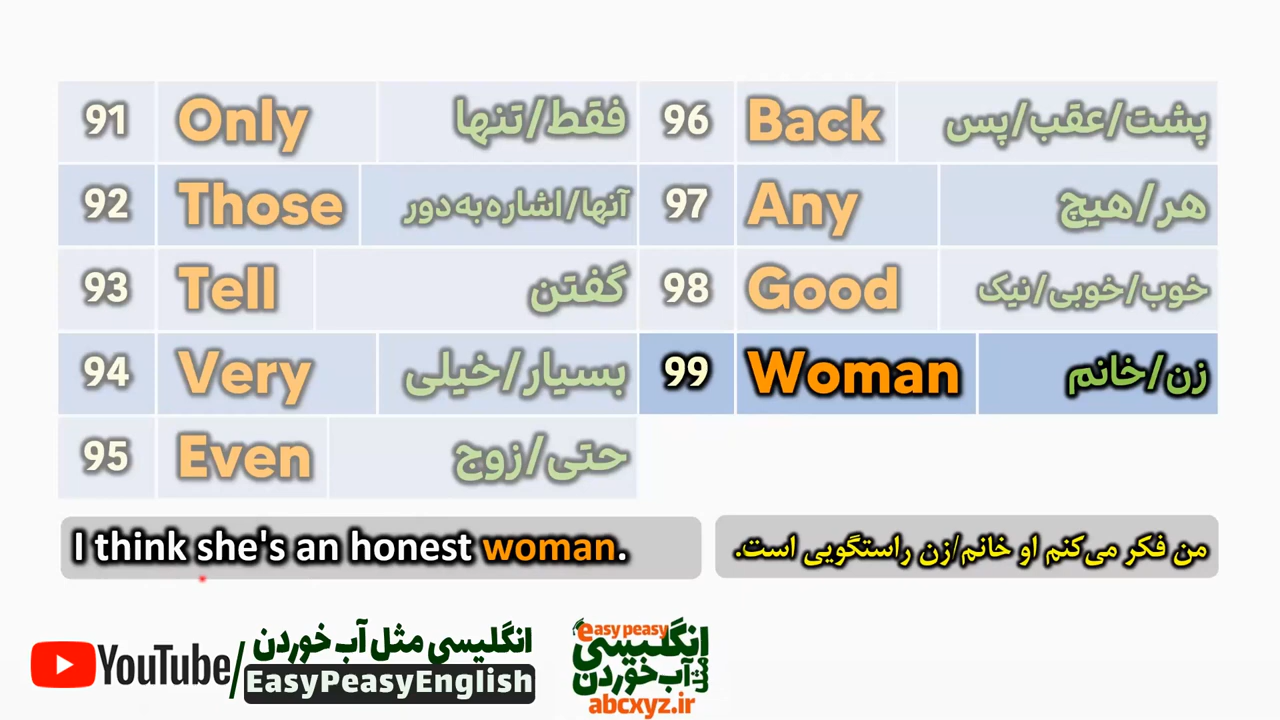 91 Only فقط/تنها
92 Those آنها/اشاره به دور
93 Tell گفتن
94 Very بسیار/خیلی
95 Even حتی/زوج
96 Back پشت/عقب/پس
97 Any هر/هیچ
98 Good خوب/خوبی/نیک
99 Woman زن/خانم
I think she's an honest woman.
من فکر می‌کنم او خانم/زن راستگویی است.
YouTube/
انگلیسی مثل آب خوردن
EasyPeasyEnglish
easy peasy
انگلیسی
مثل
آب خوردن
abcxyz.ir